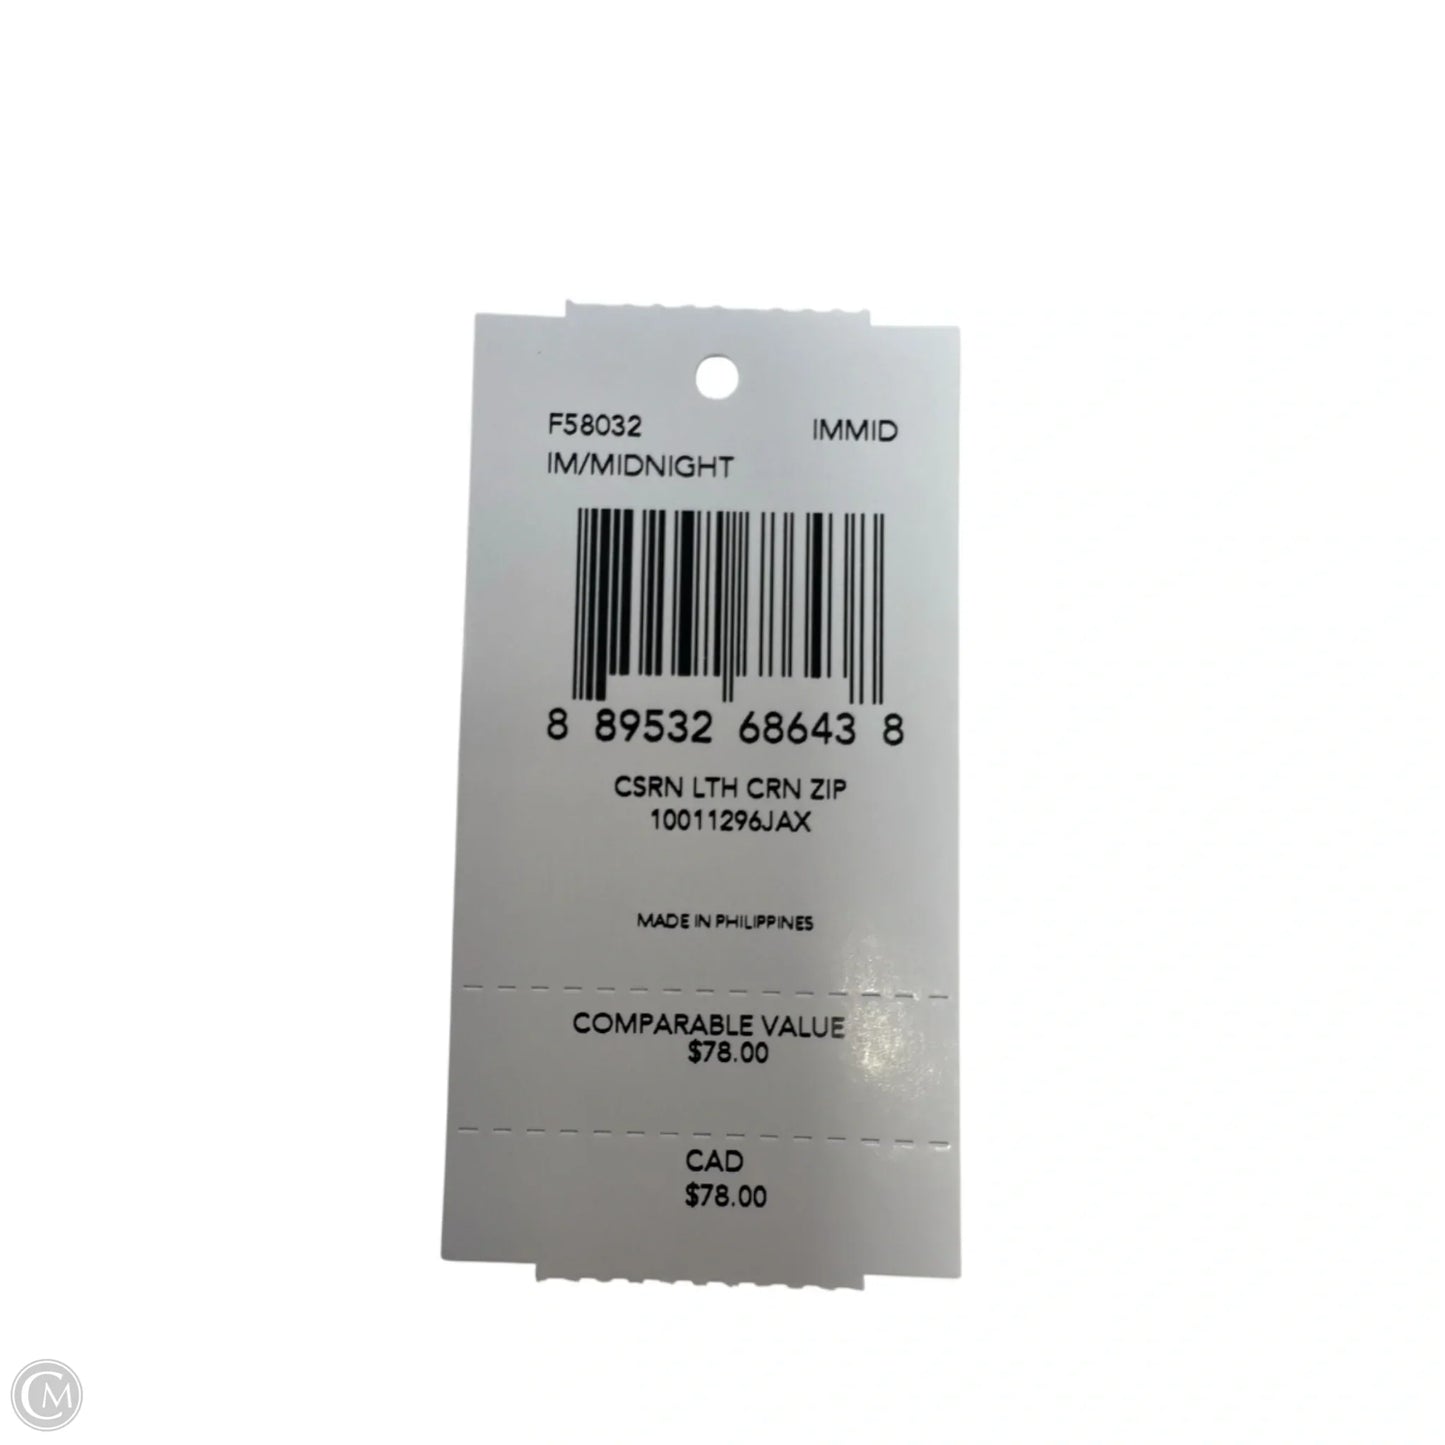 F58032 IMMID
IM/MIDNIGHT
8 89532 68643 8
CSRN LTH CRN ZIP
10011296JAX
MADE IN PHILIPPINES
COMPARABLE VALUE
$78.00
CAD
$78.00
CM